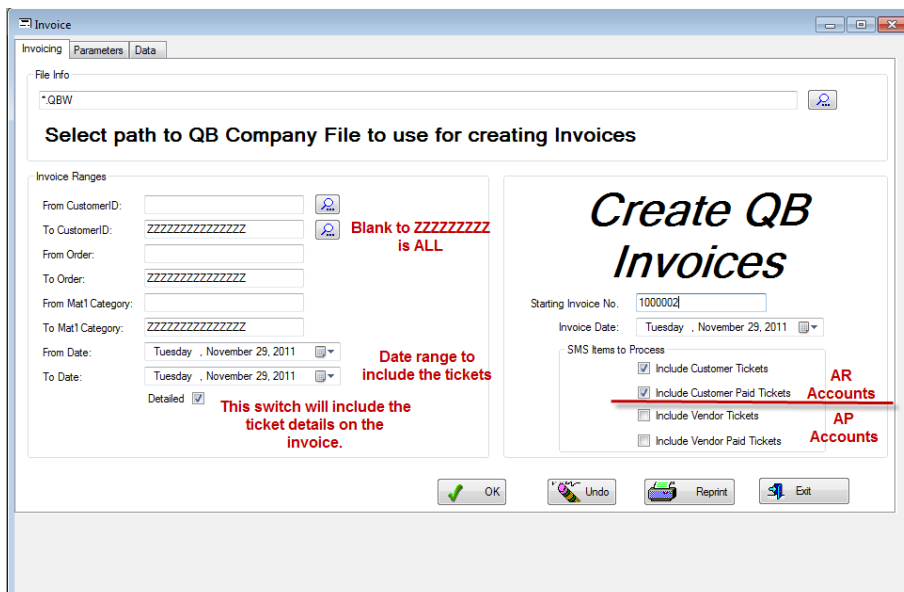 Invoice
Invoicing Parameters Data
File Info
*.QBW
Select path to QB Company File to use for creating Invoices
Invoice Ranges
From CustomerID:
To CustomerID: ZZZZZZZZZZZZZZZ
Blank to ZZZZZZZZZ
is ALL
From Order:
To Order: ZZZZZZZZZZZZZZZ
From Mat1 Category:
To Mat1 Category: ZZZZZZZZZZZZZZZ
From Date: Tuesday , November 29, 2011
To Date: Tuesday , November 29, 2011
Date range to
include the tickets
Detailed
This switch will include the
ticket details on the
invoice.
Create QB
Invoices
Starting Invoice No. 1000002
Invoice Date: Tuesday , November 29, 2011
SMS Items to Process
Include Customer Tickets
Include Customer Paid Tickets
AR
Accounts
Include Vendor Tickets
Include Vendor Paid Tickets
AP
Accounts
OK Undo Reprint Exit